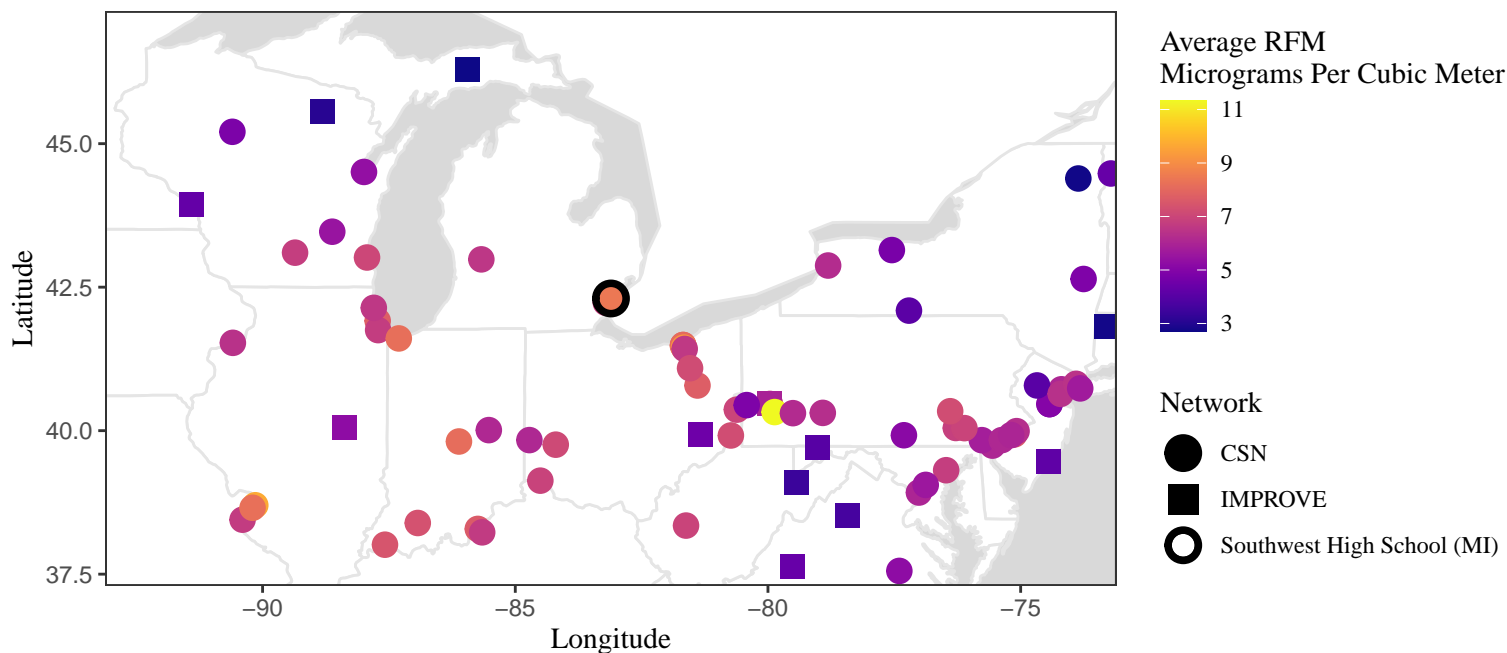 Latitude
45.0
42.5
40.0
37.5
−90
−85
−80
−75
Longitude
Average RFM
Micrograms Per Cubic Meter
11
9
7
5
3
Network
CSN
IMPROVE
Southwest High School (MI)